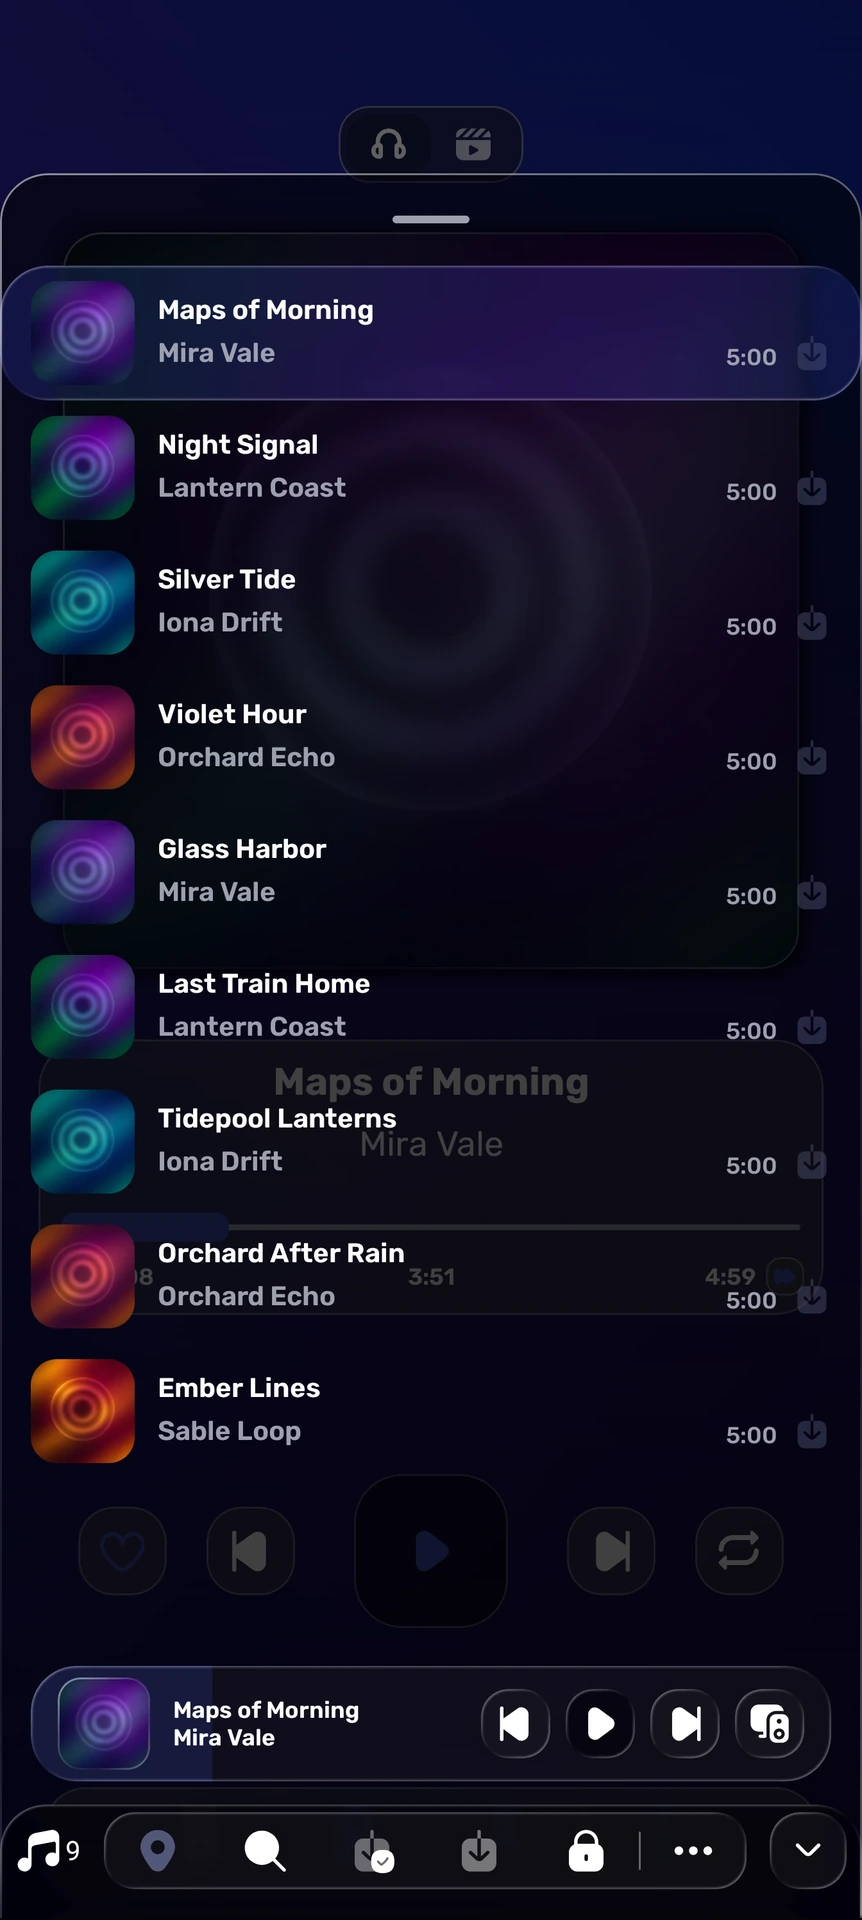 Maps of Morning
Mira Vale
5:00
Night Signal
Lantern Coast
5:00
Silver Tide
Iona Drift
5:00
Violet Hour
Orchard Echo
5:00
Glass Harbor
Mira Vale
5:00
Last Train Home
Lantern Coast
5:00
Maps of Morning
Tidepool Lanterns
Mira Vale
Iona Drift
5:00
Orchard After Rain
3:51
4:59
Orchard Echo
5:00
Ember Lines
Sable Loop
5:00
Maps of Morning
Mira Vale
9